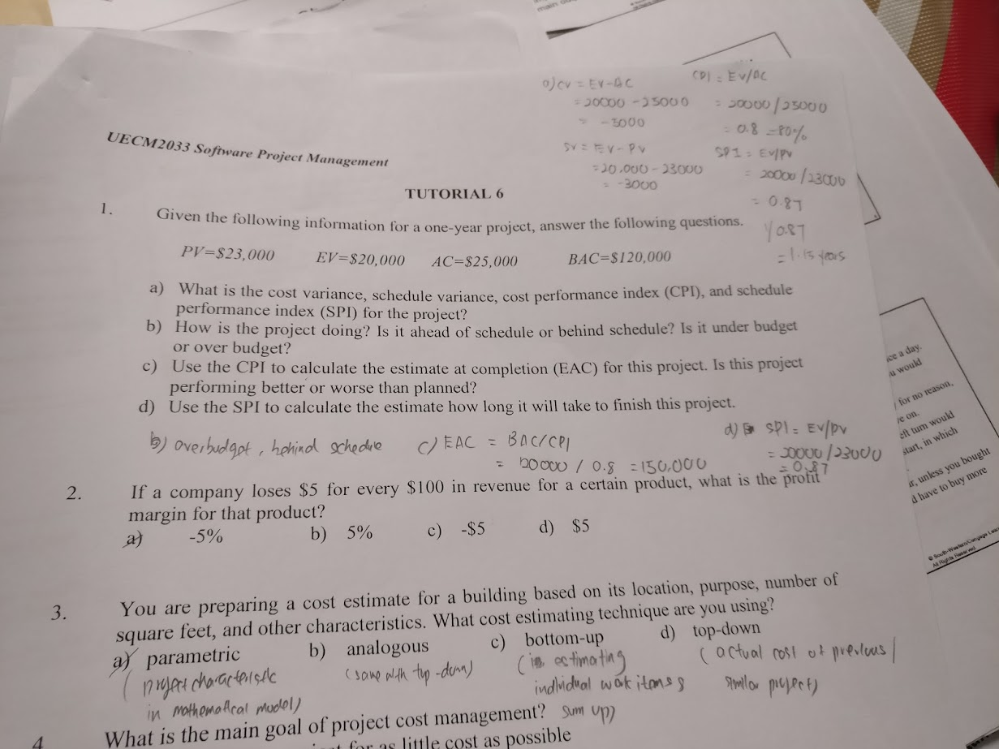 a) CV = EV-AC
= 20000 - 25000
= -5000
SV = EV - PV
= 20.000 - 23000
= -3000
CPI = EV/AC
= 20000/25000
= 0.8 = 80%
SPI = EV/PV
= 20000/23000
= 0.87
1/0.87
= 1.15 years
UECM2033 Software Project Management
TUTORIAL 6
1. Given the following information for a one-year project, answer the following questions.
PV=$23,000 EV=$20,000 AC=$25,000 BAC=$120,000
a) What is the cost variance, schedule variance, cost performance index (CPI), and schedule
performance index (SPI) for the project?
b) How is the project doing? Is it ahead of schedule or behind schedule? Is it under budget
or over budget?
c) Use the CPI to calculate the estimate at completion (EAC) for this project. Is this project
performing better or worse than planned?
d) Use the SPI to calculate the estimate how long it will take to finish this project.
b) overbudget, behind schedule
c) EAC = BAC/CPI
= 120000 / 0.8 = 150,000
d) SPI = EV/PV
= 20000/23000
= 0.87
2. If a company loses $5 for every $100 in revenue for a certain product, what is the profit
margin for that product?
a) -5% b) 5% c) -$5 d) $5
3. You are preparing a cost estimate for a building based on its location, purpose, number of
square feet, and other characteristics. What cost estimating technique are you using?
a) parametric b) analogous c) bottom-up d) top-down
(project characteristic
in mathematical model)
(same with top-down)
(estimating
individual work items &
sum up)
(actual cost of previous/
similar project)
4 What is the main goal of project cost management?
for as little cost as possible
main
ice a day.
u would
for no reason,
e on.
eft turn would
start, in which
r, unless you bought
d have to buy more
© South-Western/Cengage
All Rights Reserved